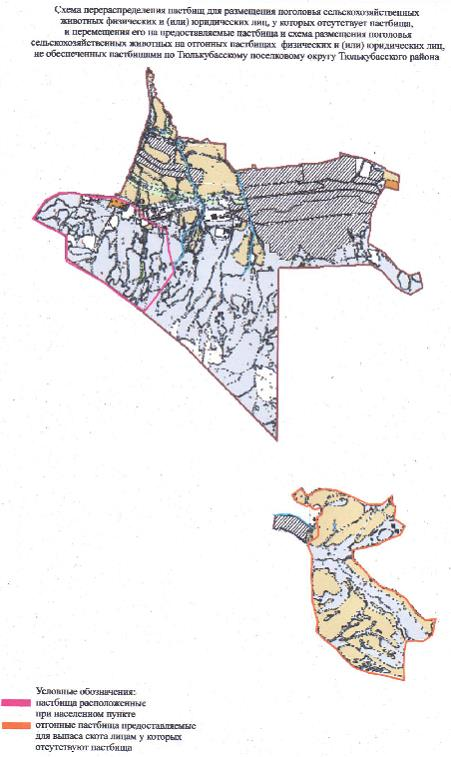 Схема перераспределения пастбищ для размещения поголовья сельскохозяйственных
животных физических и (или) юридических лиц, у которых отсутствует пастбища,
и перемещения его на предоставляемые пастбища и схема размещения поголовья
сельскохозяйственных животных на отгонных пастбищах физических и (или) юридических лиц,
не обеспеченных пастбищами по Тюлькубасскому поселковому округу Тюлькубасского района
Условные обозначения:
пастбища расположенные
при населенном пункте
отгонные пастбища предоставляемые
для выпаса скота лицам у которых
отсутствуют пастбища